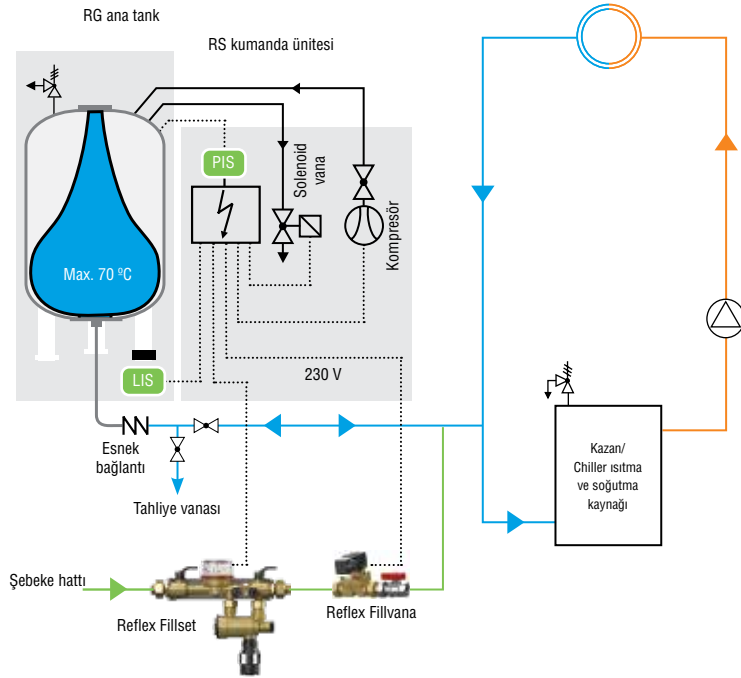 RG ana tank
RS kumanda ünitesi
PIS
Solenoid
vana
Kompresör
Max. 70 ºC
LIS
230 V
Esnek
bağlantı
Tahliye vanası
Kazan/
Chiller ısıtma
ve soğutma
kaynağı
Şebeke hattı
Reflex Fillset
Reflex Fillvana